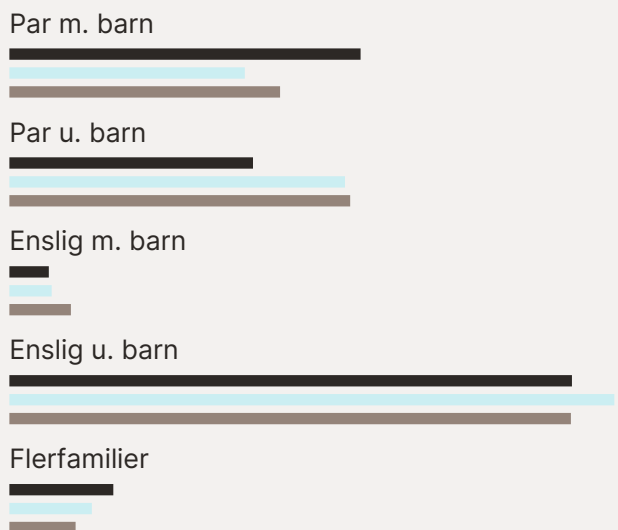 Par m. barn
Par u. barn
Enslig m. barn
Enslig u. barn
Flerfamilier